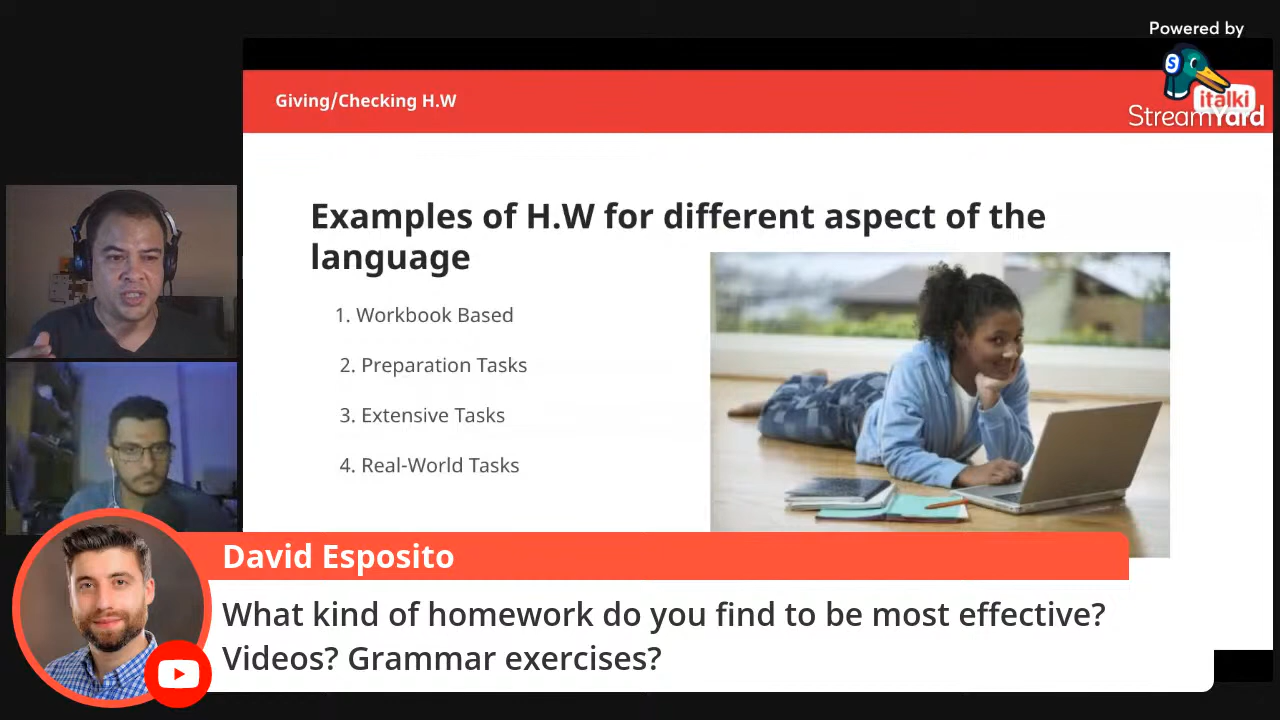 Powered by
Giving/Checking H.W
italki
StreamYard
Examples of H.W for different aspect of the
language
1. Workbook Based
2. Preparation Tasks
3. Extensive Tasks
4. Real-World Tasks
David Esposito
What kind of homework do you find to be most effective?
Videos? Grammar exercises?